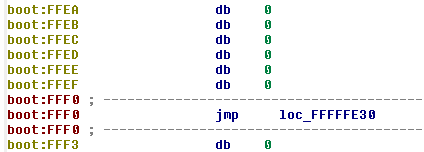 boot:FFEA db 0
boot:FFEB db 0
boot:FFEC db 0
boot:FFED db 0
boot:FFEE db 0
boot:FFEF db 0
boot:FFF0 ; ---------------------------------------
boot:FFF0 jmp loc_FFFFFE30
boot:FFF0 ; ---------------------------------------
boot:FFF3 db 0